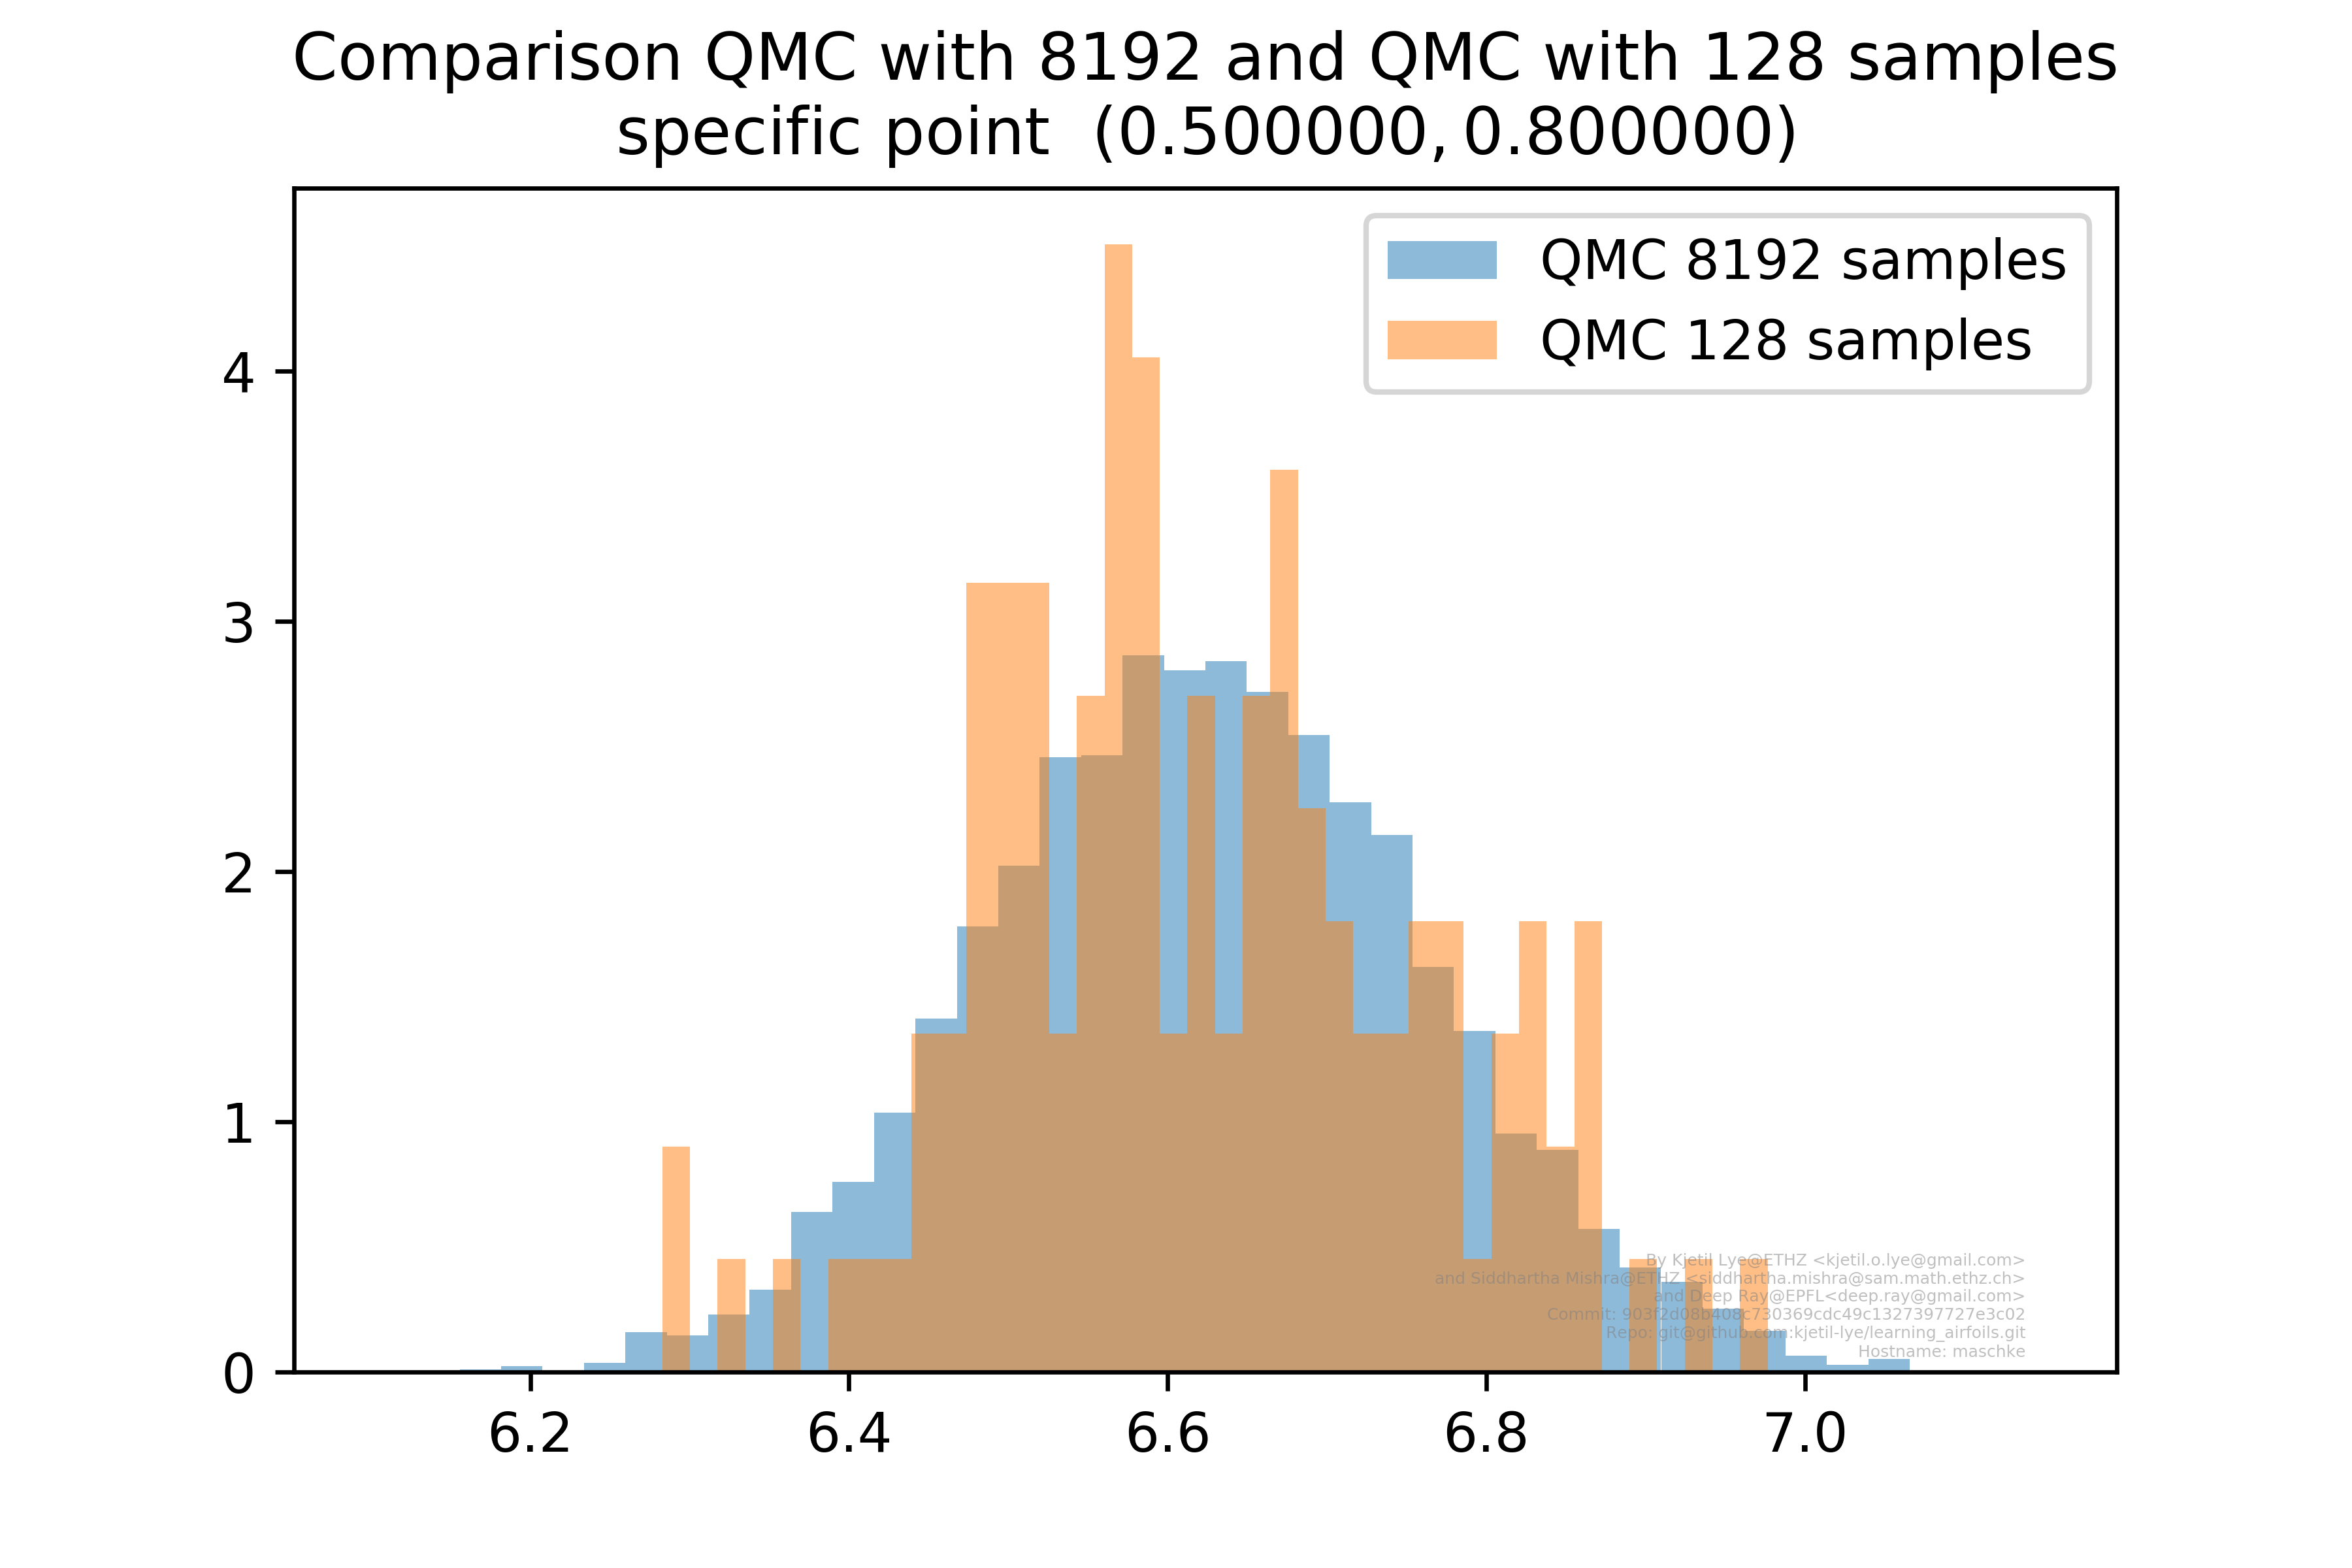 Comparison QMC with 8192 and QMC with 128 samples
specific point (0.500000, 0.800000)
QMC 8192 samples
QMC 128 samples
4
3
2
1
0
By Kjetil Lye@ETHZ <kjetil.o.lye@gmail.com>
and Siddhartha Mishra@ETHZ <siddhartha.mishra@sam.math.ethz.ch>
and Deep Ray@EPFL<deep.ray@gmail.com>
Commit: 903f2d08b408c730369cdc49c1327397727e3c02
Repo: git@github.com:kjetil-lye/learning_airfoils.git
Hostname: maschke
6.2 6.4 6.6 6.8 7.0